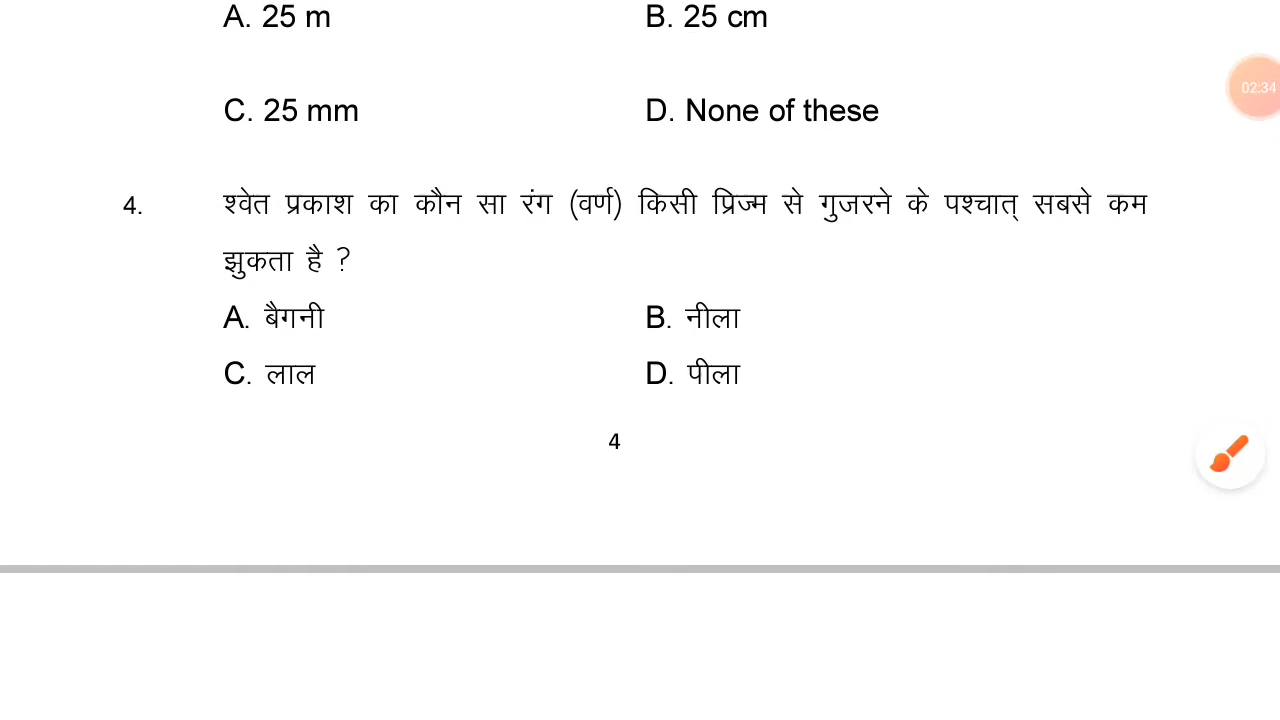 A. 25 m B. 25 cm
02:34
C. 25 mm D. None of these
4. श्वेत प्रकाश का कौन सा रंग (वर्ण) किसी प्रिज्म से गुजरने के पश्चात् सबसे कम
झुकता है ?
A. बैगनी B. नीला
C. लाल D. पीला
4